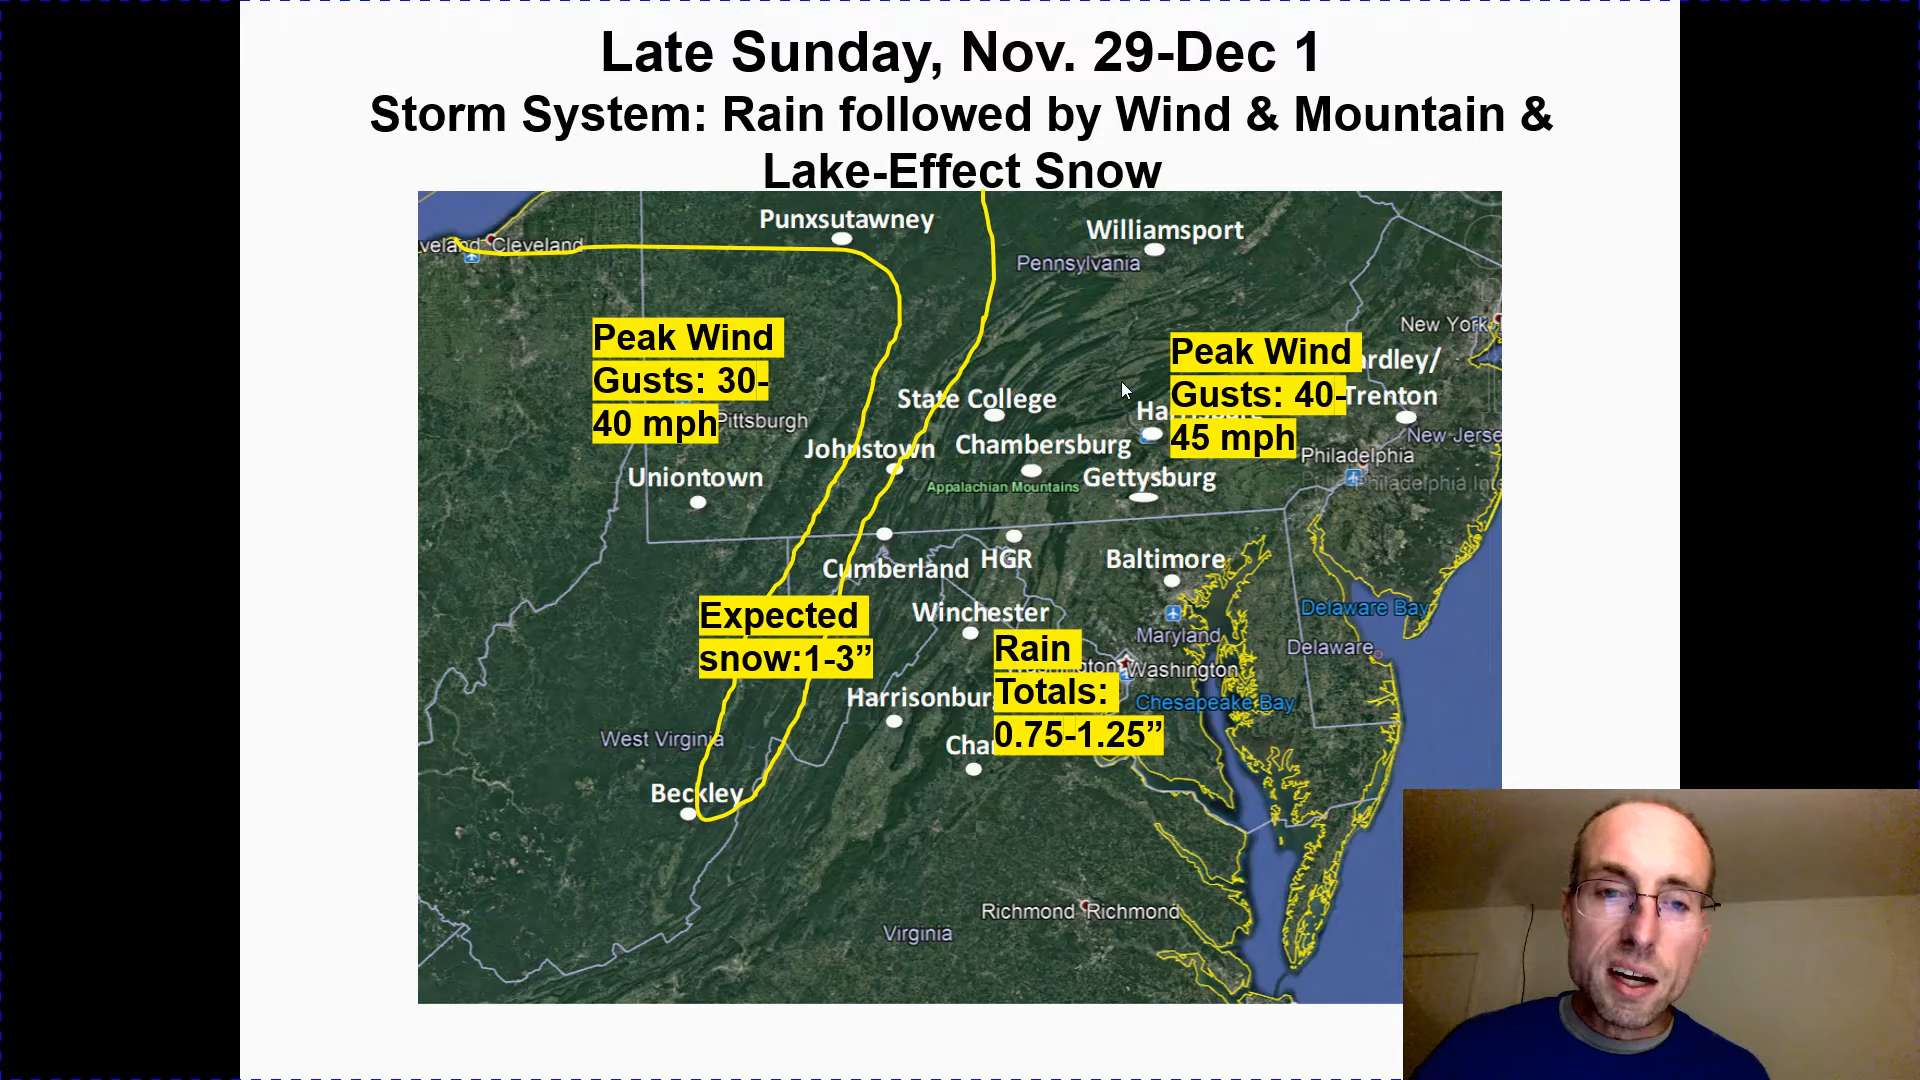 Late Sunday, Nov. 29-Dec 1
Storm System: Rain followed by Wind & Mountain &
Lake-Effect Snow
Punxsutawney
Williamsport
Cleveland
Pennsylvania
New York
Peak Wind
Gusts: 30-
40 mph
Peak Wind
Gusts: 40-
45 mph
Trenton
State College
Pittsburgh
Johnstown
Chambersburg
New Jerse
Philadelphia
Uniontown
Gettysburg
Appalachian Mountains
Philadelphia Int
Cumberland
HGR
Baltimore
Expected
snow:1-3”
Winchester
Delaware Bay
Maryland
Delaware
Rain
Totals:
0.75-1.25”
Washington
Harrisonbur
Chesapeake Bay
West Virginia
Cha
Beckley
Richmond Richmond
Virginia